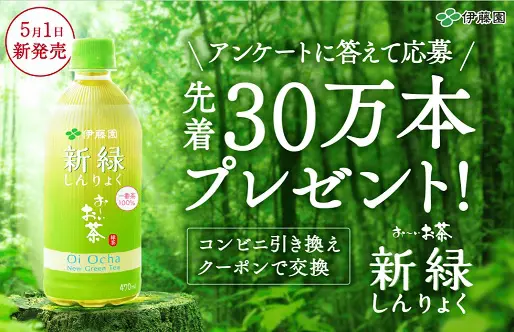 5月1日
新発売
伊藤園
アンケートに答えて応募
先着
30万本
プレゼント!
コンビニ引き換え
クーポンで交換
お〜いお茶
新緑
しんりょく
伊藤園
新緑
しんりょく
一番茶
100%
お〜いお茶
緑茶
Oi Ocha
New Green Tea
470ml